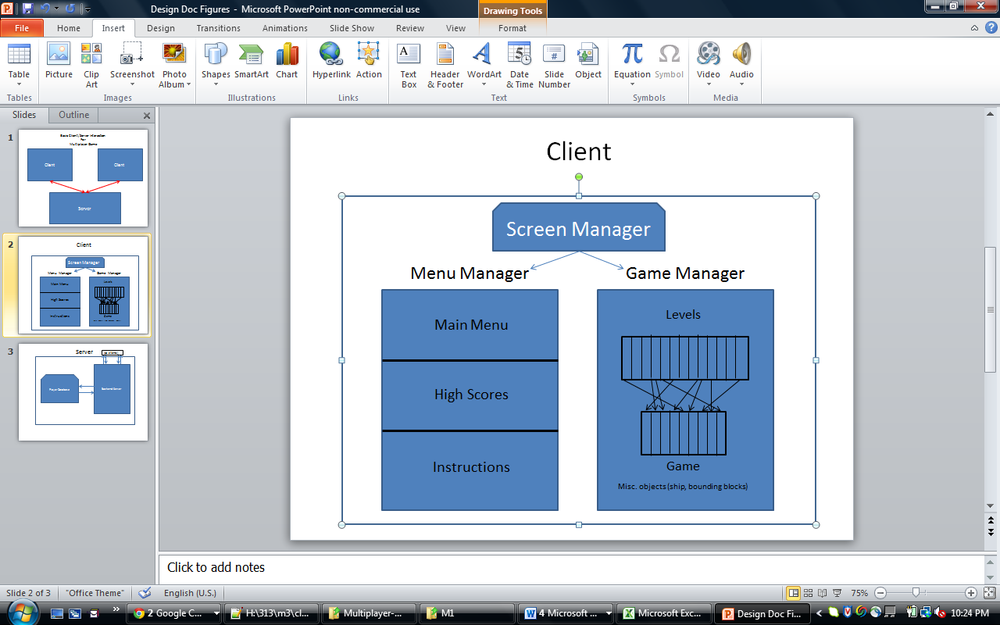 Design Doc Figures - Microsoft PowerPoint non-commercial use
Drawing Tools
File Home Insert Design Transitions Animations Slide Show Review View Format
Table
Picture
Clip Art
Screenshot
Photo Album
Shapes
SmartArt
Chart
Hyperlink
Action
Text Box
Header & Footer
WordArt
Date & Time
Slide Number
Object
Equation
Symbol
Video
Audio
Tables Images Illustrations Links Text Symbols Media
Slides Outline
1
Basic Client/Server Interaction
For
Multiplayer Game
Client Client
Server
2
Client
Screen Manager
Menu Manager Game Manager
Main Menu
High Scores
Instructions
Levels
Game
3
Server
Player Database
Backend Server
Client
Screen Manager
Menu Manager Game Manager
Main Menu
High Scores
Instructions
Levels
Game
Misc. objects (ship, bounding blocks)
Click to add notes
Slide 2 of 3 "Office Theme" English (U.S.) 75%
2 Google C...
H:\313\m3\cl...
Multiplayer-...
M1
4 Microsoft ...
Microsoft Exc...
Design Doc Fi...
10:24 PM